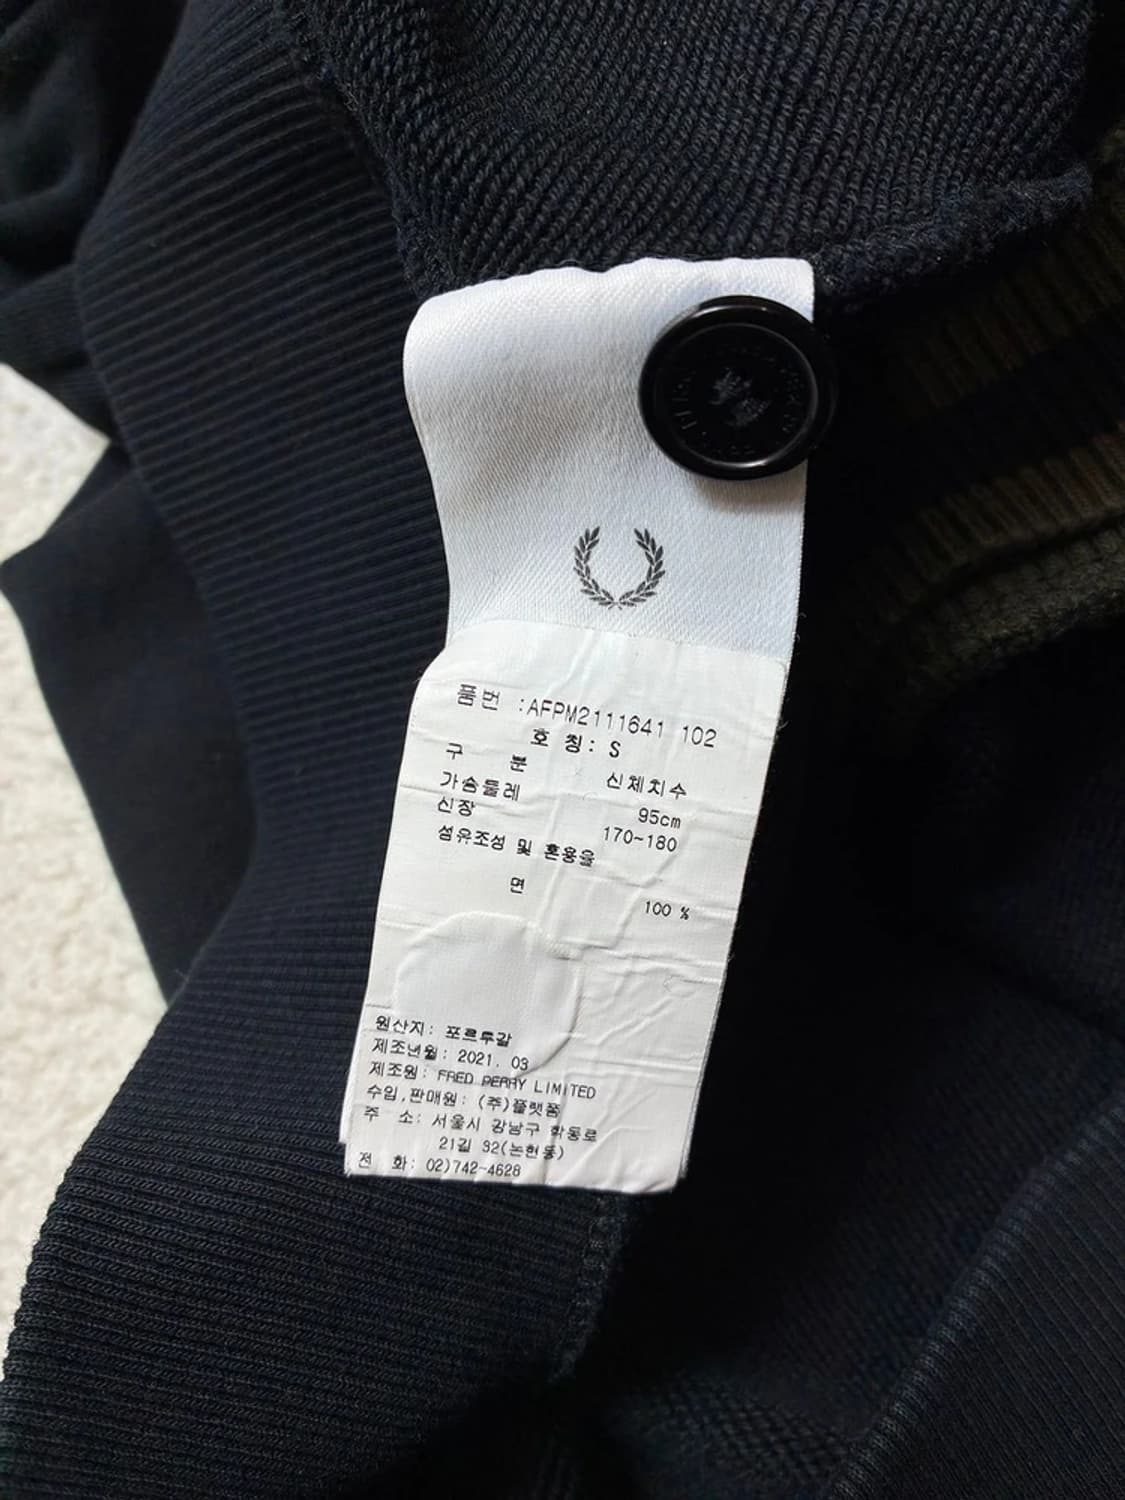 품번 :AFPM2111641 102
호 칭: S
구 분 신체치수
가슴둘레 95cm
신장 170~180
섬유조성 및 혼용율
면 100 %
원산지: 포르투갈
제조년월: 2021. 03
제조원: FRED PERRY LIMITED
수입,판매원: (주)플랫폼
주 소: 서울시 강남구 학동로
21길 32(논현동)
전 화: 02)742-4628